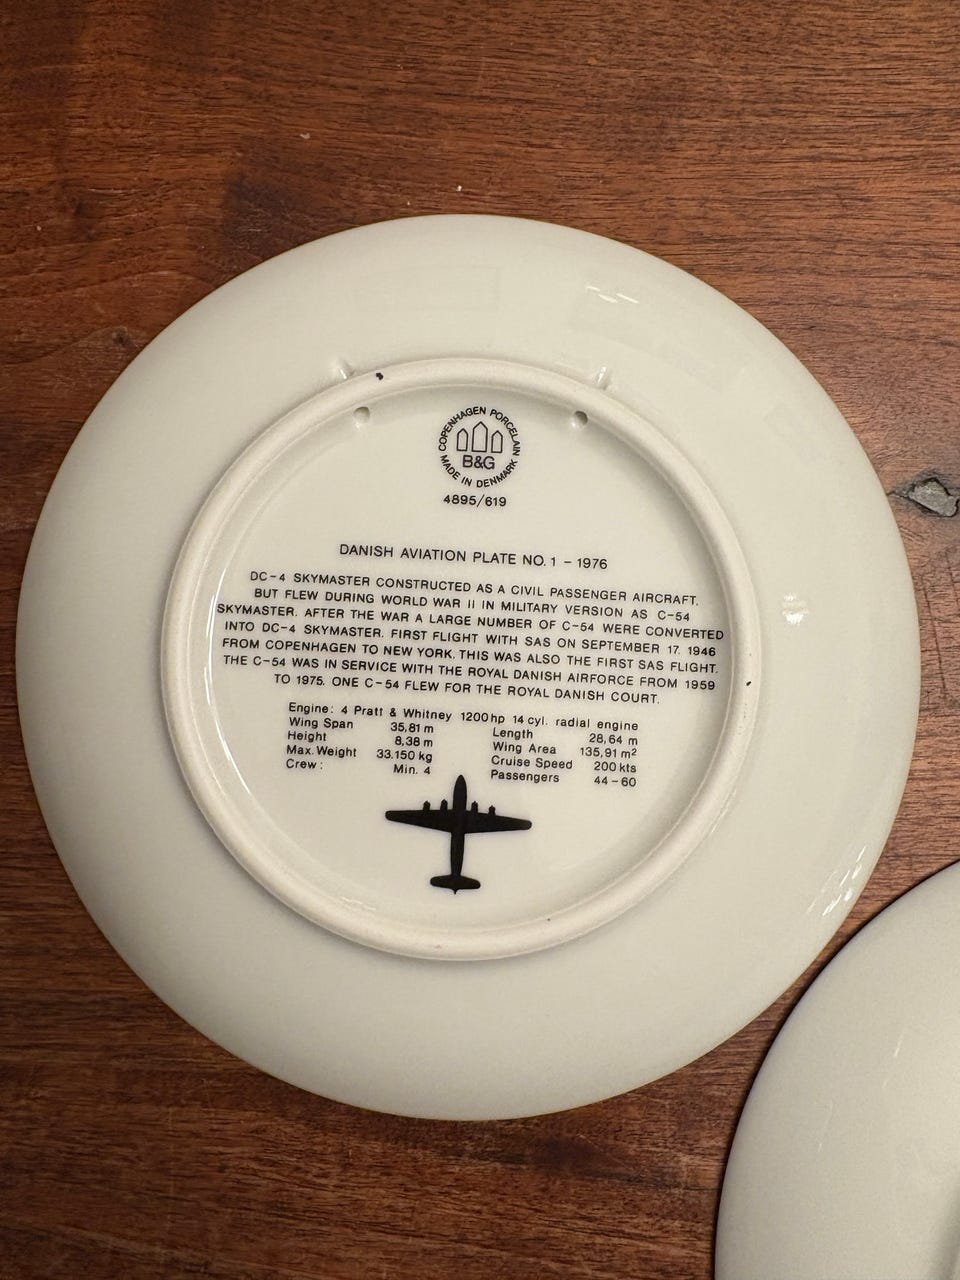 COPENHAGEN PORCELAIN
B&G
MADE IN DENMARK
4895/619
DANISH AVIATION PLATE NO. 1 - 1976
DC-4 SKYMASTER CONSTRUCTED AS A CIVIL PASSENGER AIRCRAFT.
BUT FLEW DURING WORLD WAR II IN MILITARY VERSION AS C-54
SKYMASTER. AFTER THE WAR A LARGE NUMBER OF C-54 WERE CONVERTED
INTO DC-4 SKYMASTER. FIRST FLIGHT WITH SAS ON SEPTEMBER 17. 1946
FROM COPENHAGEN TO NEW YORK. THIS WAS ALSO THE FIRST SAS FLIGHT.
THE C-54 WAS IN SERVICE WITH THE ROYAL DANISH AIRFORCE FROM 1959
TO 1975. ONE C-54 FLEW FOR THE ROYAL DANISH COURT.
Engine: 4 Pratt & Whitney 1200hp 14 cyl. radial engine
Wing Span 35,81 m Length 28,64 m
Height 8,38 m Wing Area 135,91 m²
Max. Weight 33.150 kg Cruise Speed 200 kts
Crew: Min. 4 Passengers 44-60